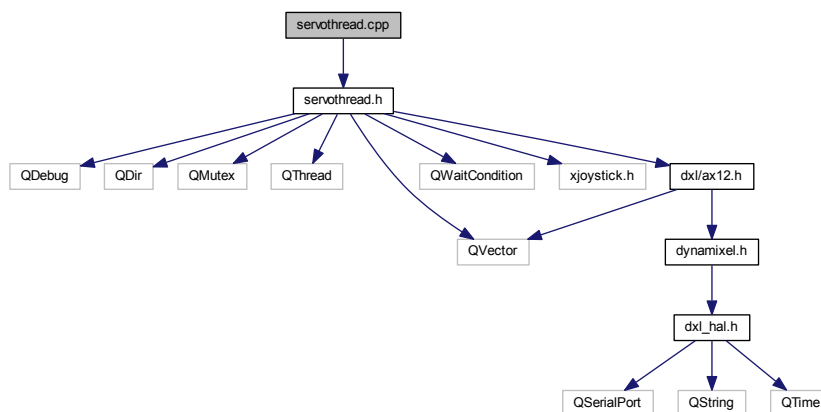 servothread.cpp
servothread.h
QDebug
QDir
QMutex
QThread
QWaitCondition
xjoystick.h
dxl/ax12.h
QVector
dynamixel.h
dxl_hal.h
QSerialPort
QString
QTime